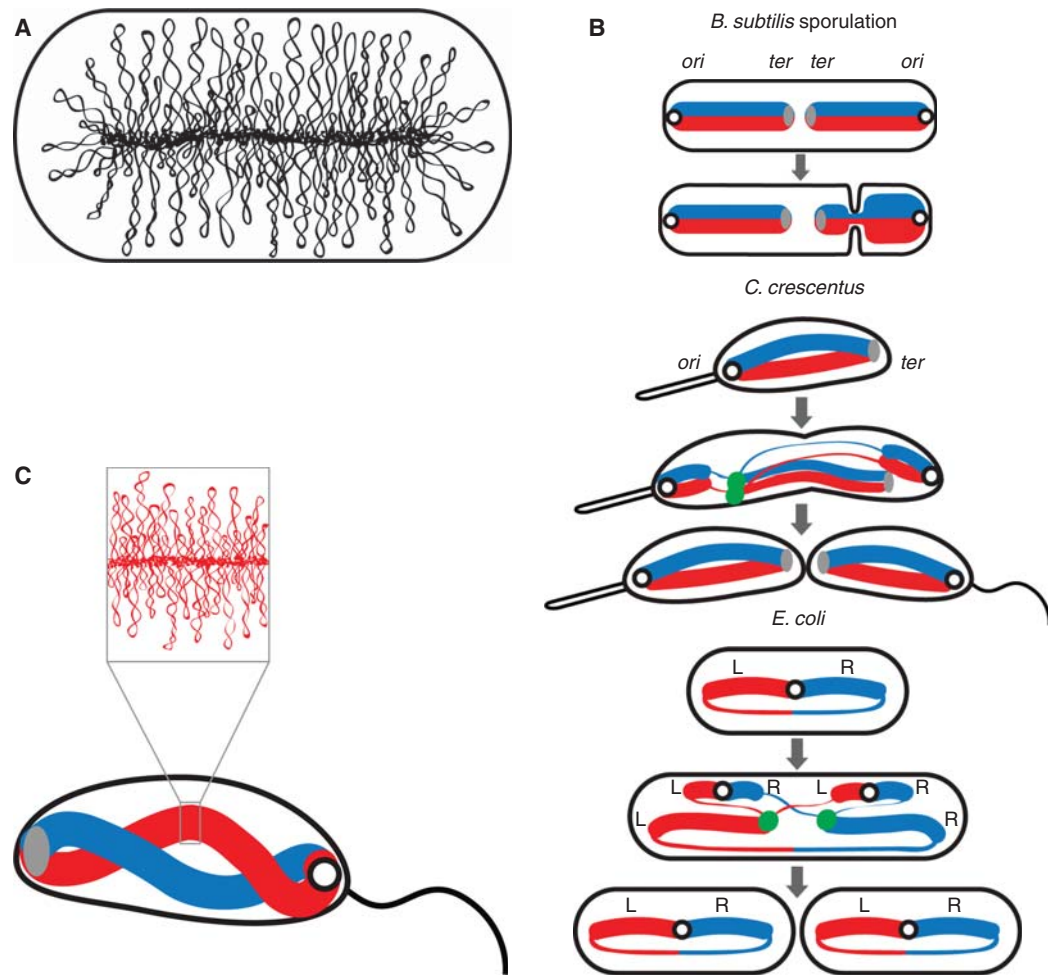 A
B
B. subtilis sporulation
ori ter ter ori
C. crescentus
ori ter
C
E. coli
L R
L R L R
L R
L R L R